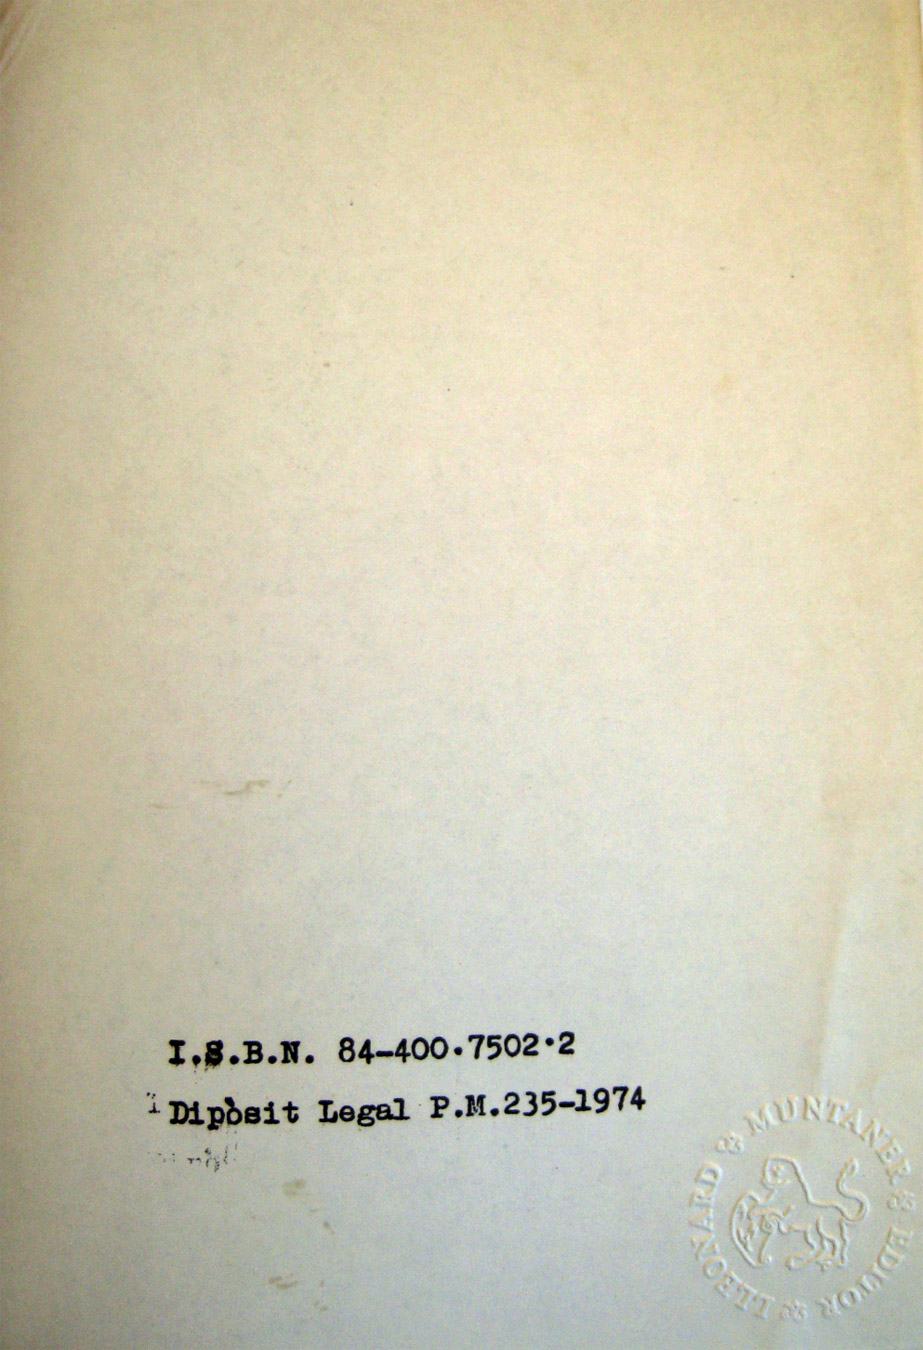 I.S.B.N. 84-400.7502.2
Dipòsit Legal P.M.235-1974
LLEONARD MUNTANER EDITOR